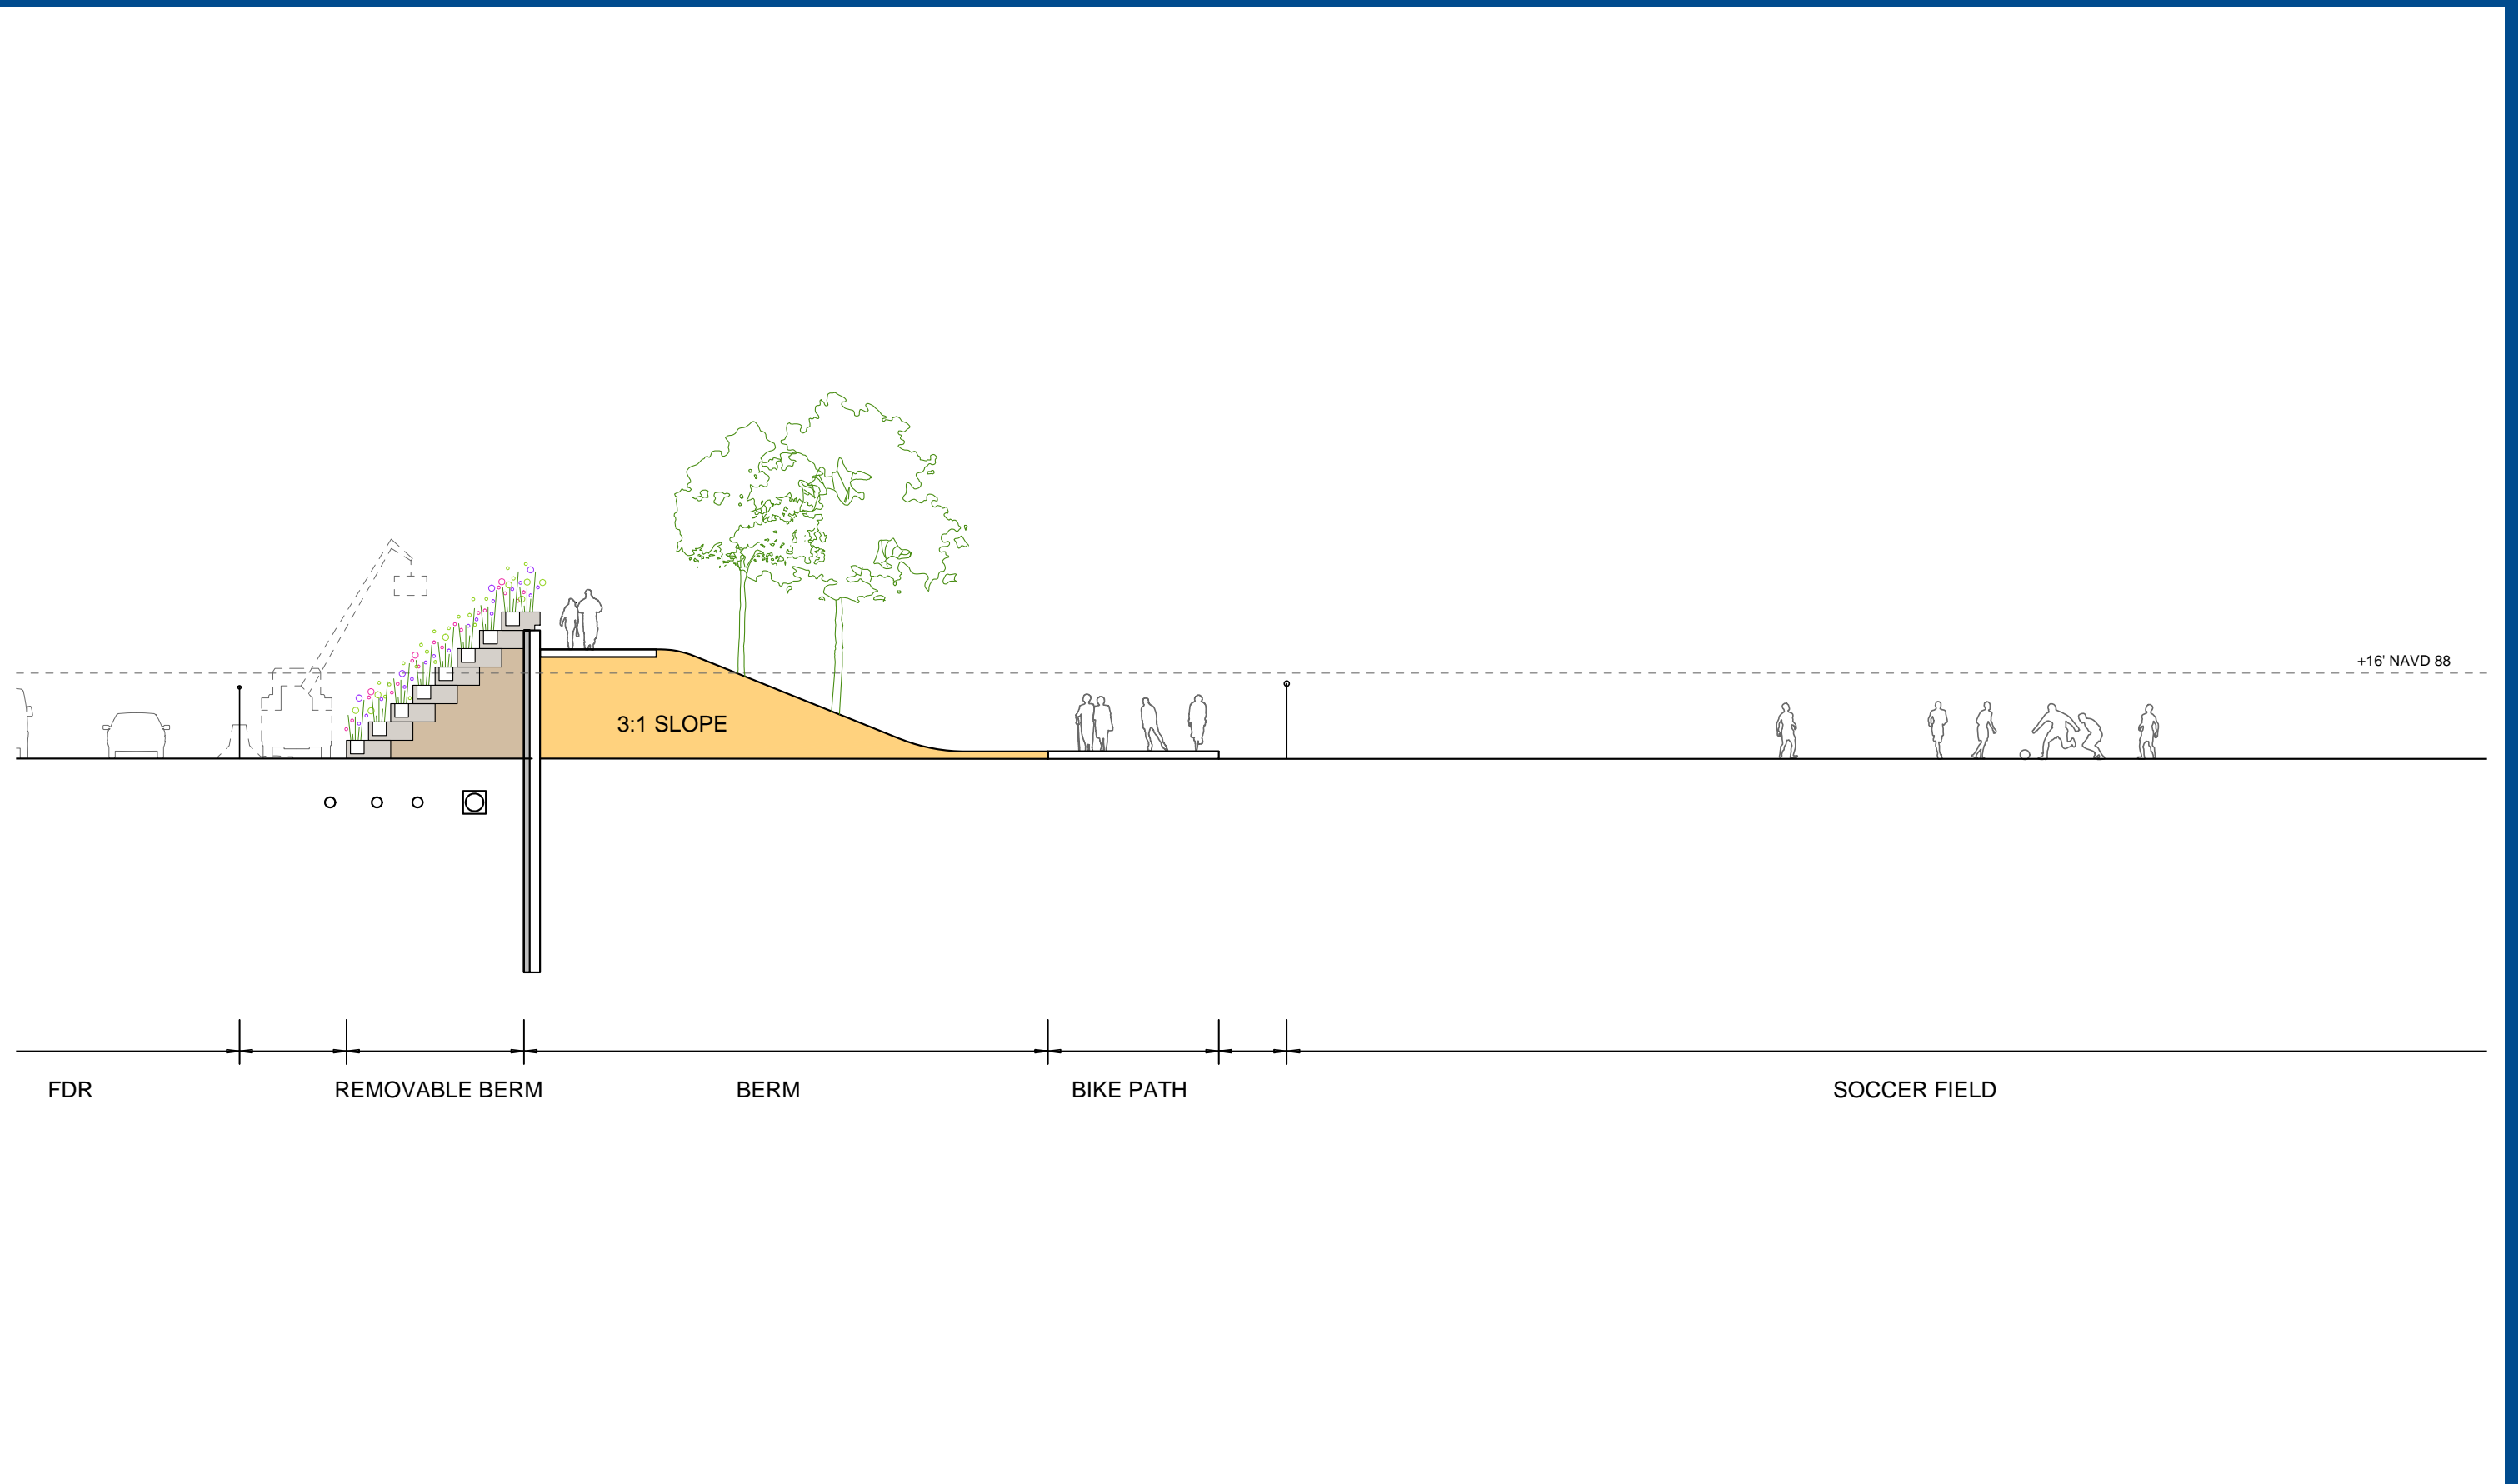 +16' NAVD 88
3:1 SLOPE
FDR
REMOVABLE BERM
BERM
BIKE PATH
SOCCER FIELD